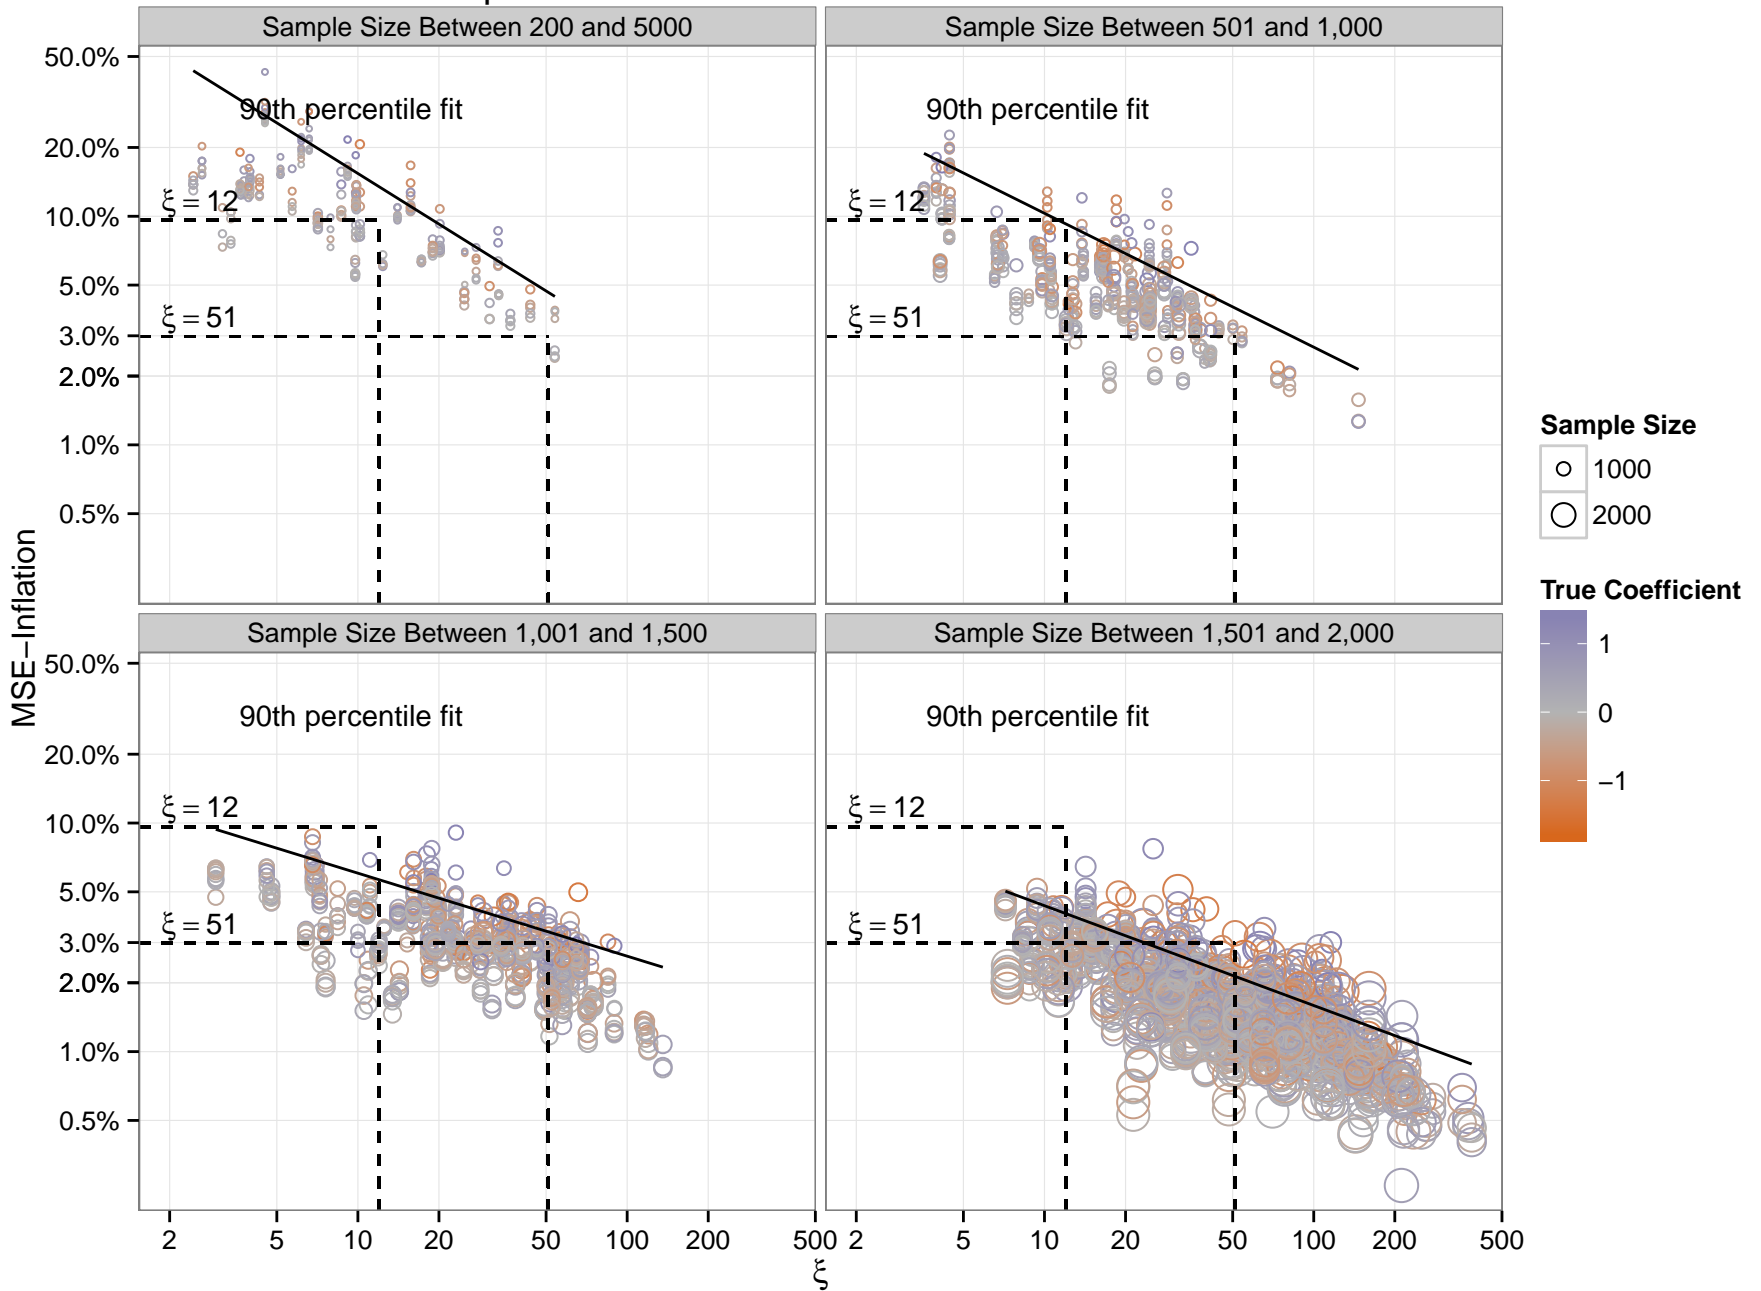 Sample Size Between 200 and 5000
Sample Size Between 501 and 1,000
50.0%
20.0%
10.0%
5.0%
3.0%
2.0%
1.0%
0.5%
90th percentile fit
ξ = 12
ξ = 51
90th percentile fit
ξ = 12
ξ = 51
MSE−Inflation
Sample Size Between 1,001 and 1,500
Sample Size Between 1,501 and 2,000
50.0%
20.0%
10.0%
5.0%
3.0%
2.0%
1.0%
0.5%
90th percentile fit
ξ = 12
ξ = 51
90th percentile fit
ξ = 12
ξ = 51
2 5 10 20 50 100 200 500
2 5 10 20 50 100 200 500
ξ
Sample Size
1000
2000
True Coefficient
1
0
−1